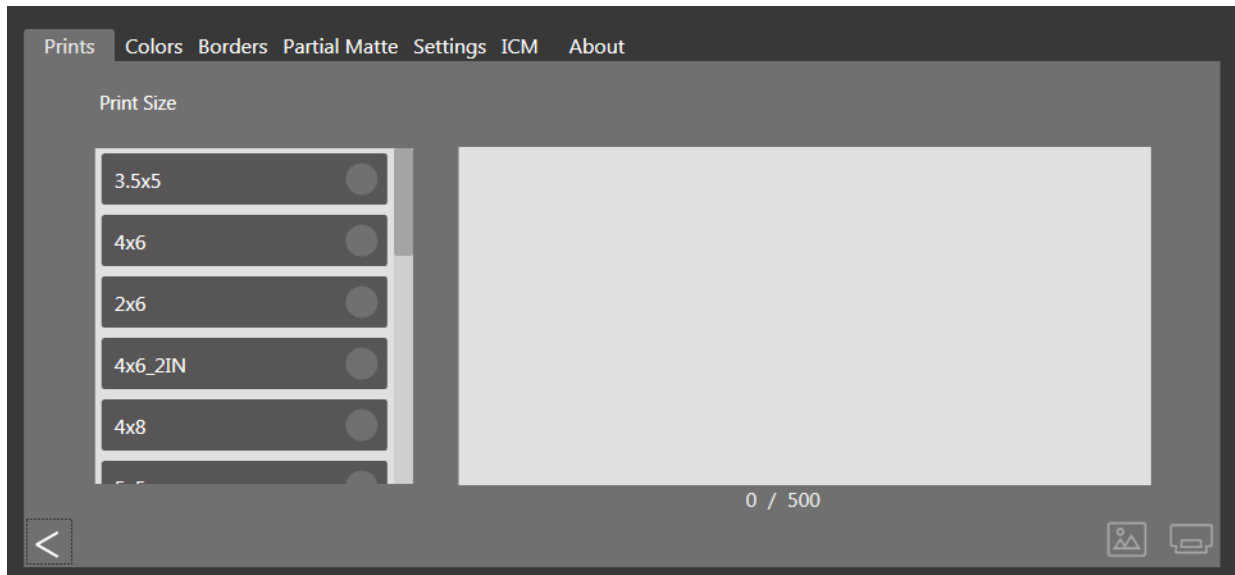 Prints Colors Borders Partial Matte Settings ICM About
Print Size
3.5x5
4x6
2x6
4x6_2IN
4x8
0 / 500
<